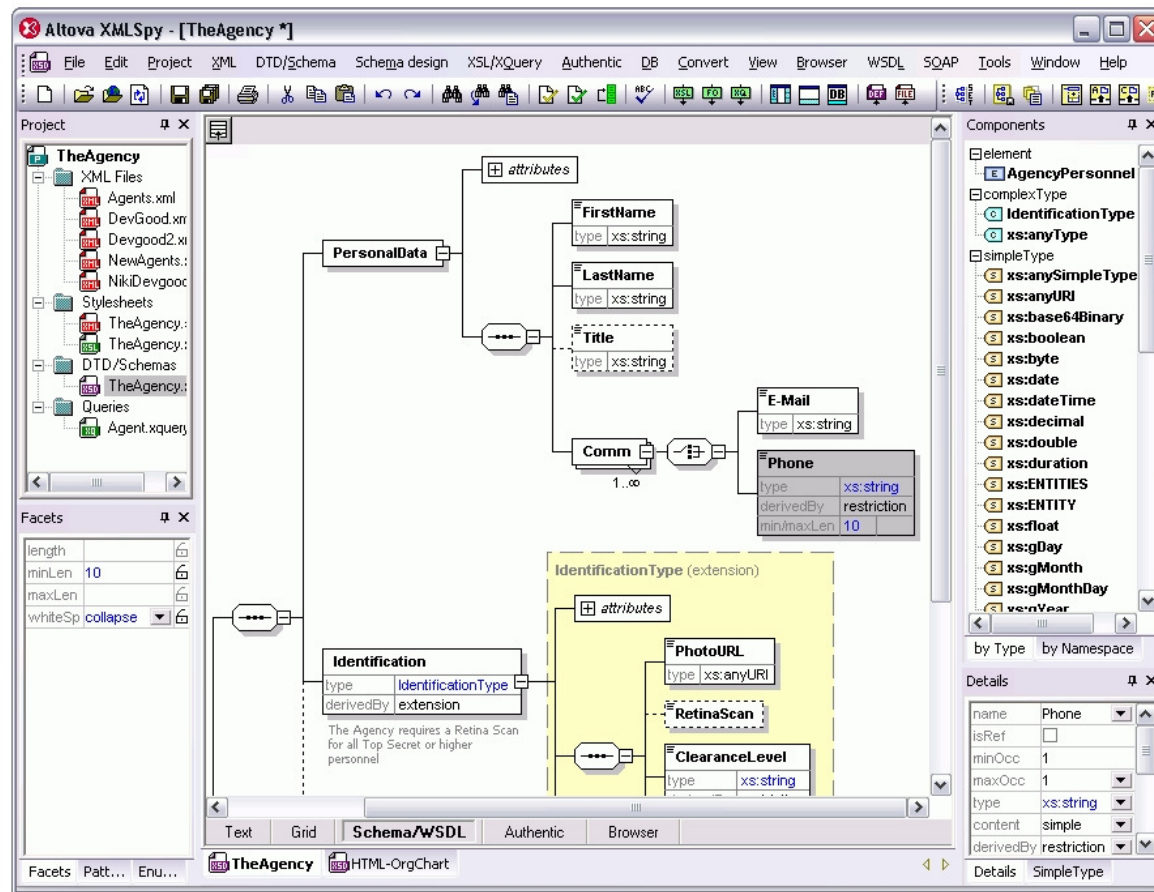 Altova XMLSpy - [TheAgency *]
File Edit Project XML DTD/Schema Schema design XSL/XQuery Authentic DB Convert View Browser WSDL SOAP Tools Window Help
Project
TheAgency
XML Files
Agents.xml
DevGood.xm
Devgood2.x
NewAgents.
NikiDevgood
Stylesheets
TheAgency.
TheAgency.
DTD/Schemas
TheAgency.
Queries
Agent.xquery
Facets
length
minLen 10
maxLen
whiteSp collapse
Facets Patt... Enu...
attributes
PersonalData
FirstName
type xs:string
LastName
type xs:string
Title
type xs:string
Comm
1..∞
E-Mail
type xs:string
Phone
type xs:string
derivedBy restriction
min/maxLen 10
IdentificationType (extension)
attributes
Identification
type IdentificationType
derivedBy extension
The Agency requires a Retina Scan
for all Top Secret or higher
personnel
PhotoURL
type xs:anyURI
RetinaScan
ClearanceLevel
type xs:string
Text Grid Schema/WSDL Authentic Browser
TheAgency HTML-OrgChart
Components
element
AgencyPersonnel
complexType
IdentificationType
xs:anyType
simpleType
xs:anySimpleType
xs:anyURI
xs:base64Binary
xs:boolean
xs:byte
xs:date
xs:dateTime
xs:decimal
xs:double
xs:duration
xs:ENTITIES
xs:ENTITY
xs:float
xs:gDay
xs:gMonth
xs:gMonthDay
xs:gYear
by Type by Namespace
Details
name Phone
isRef
minOcc 1
maxOcc 1
type xs:string
content simple
derivedBy restriction
Details SimpleType